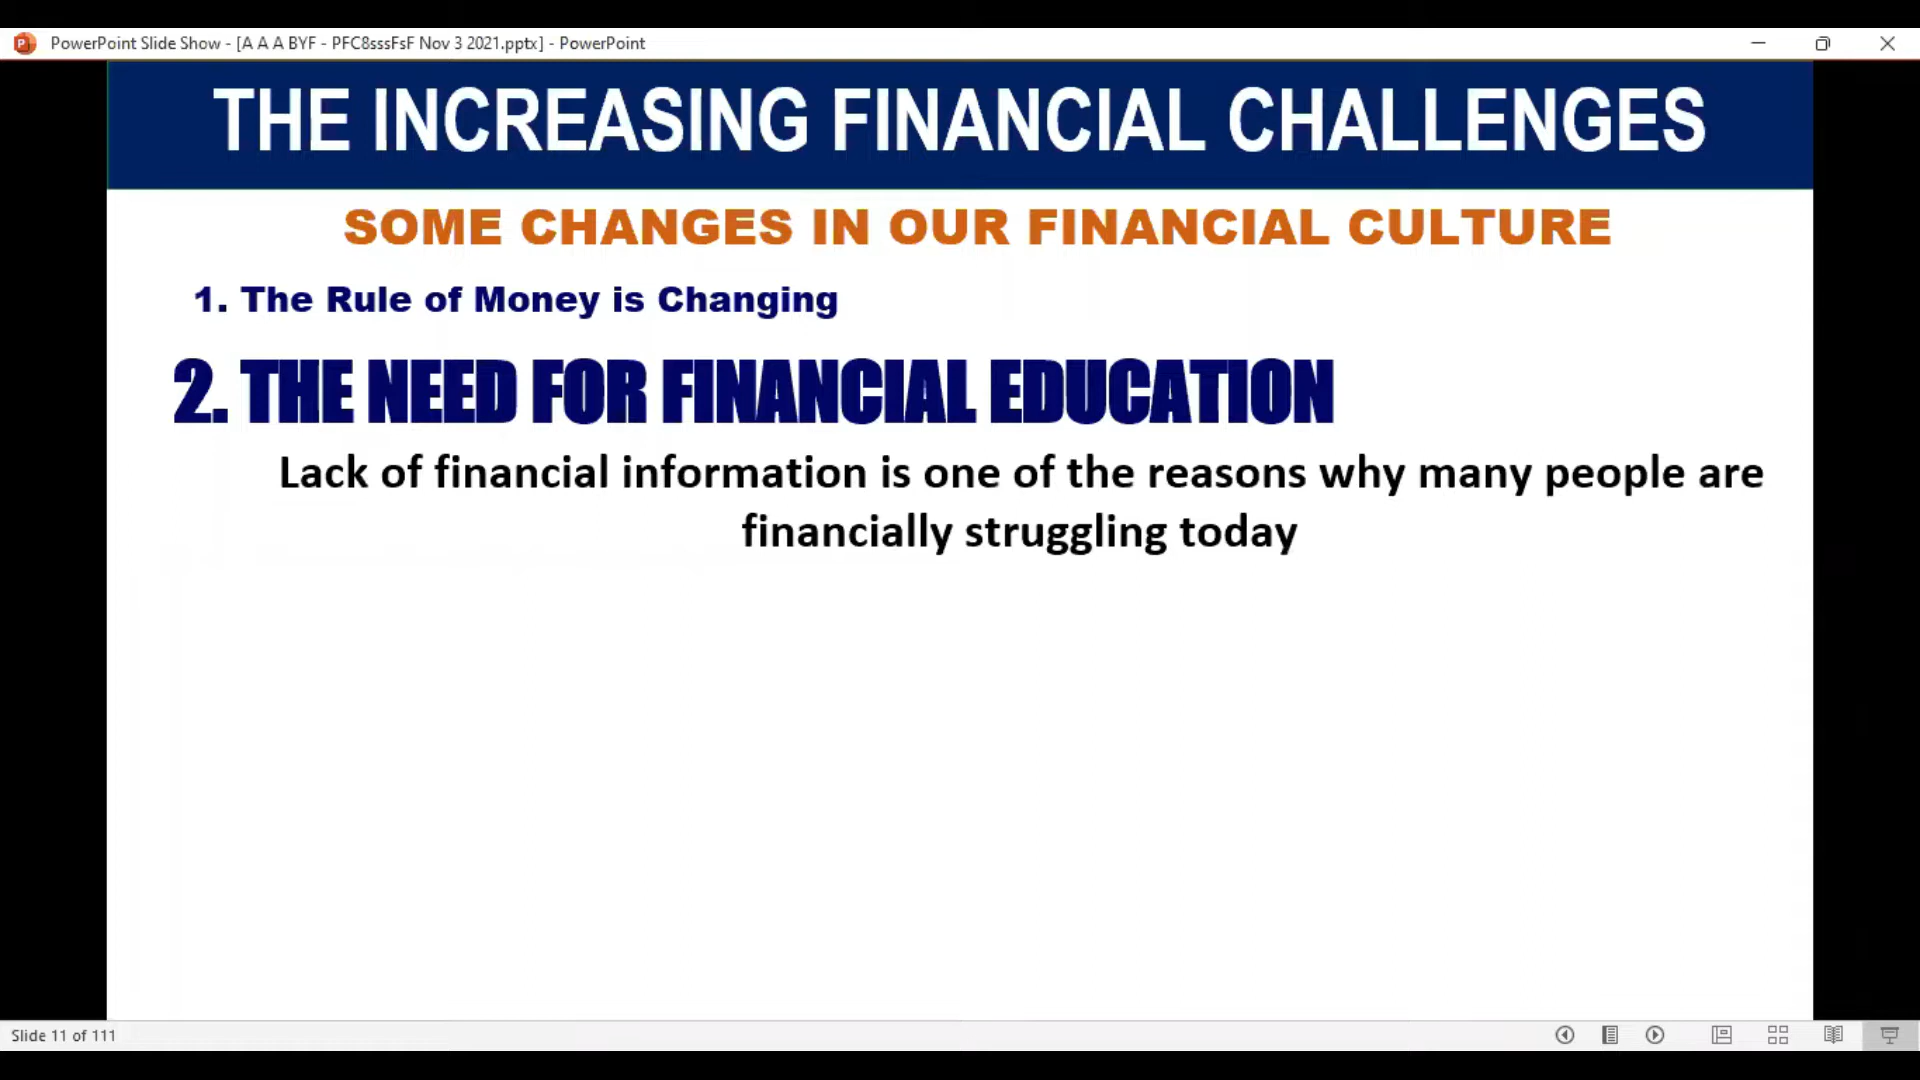 PowerPoint Slide Show - [A A A BYF - PFC8sssFsF Nov 3 2021.pptx] - PowerPoint
THE INCREASING FINANCIAL CHALLENGES
SOME CHANGES IN OUR FINANCIAL CULTURE
1. The Rule of Money is Changing
2. THE NEED FOR FINANCIAL EDUCATION
Lack of financial information is one of the reasons why many people are
financially struggling today
Slide 11 of 111